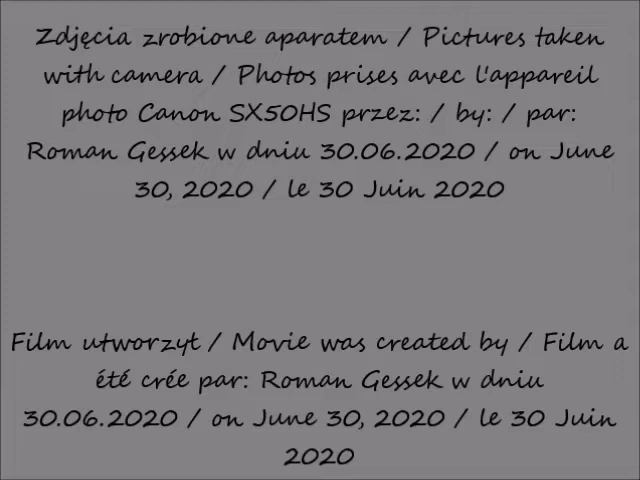 Zdjęcia zrobione aparatem / Pictures taken
with camera / Photos prises avec l'appareil
photo Canon SX50HS przez: / by: / par:
Roman Gessek w dniu 30.06.2020 / on June
30, 2020 / le 30 Juin 2020
Film utworzył / Movie was created by / Film a
été crée par: Roman Gessek w dniu
30.06.2020 / on June 30, 2020 / le 30 Juin
2020